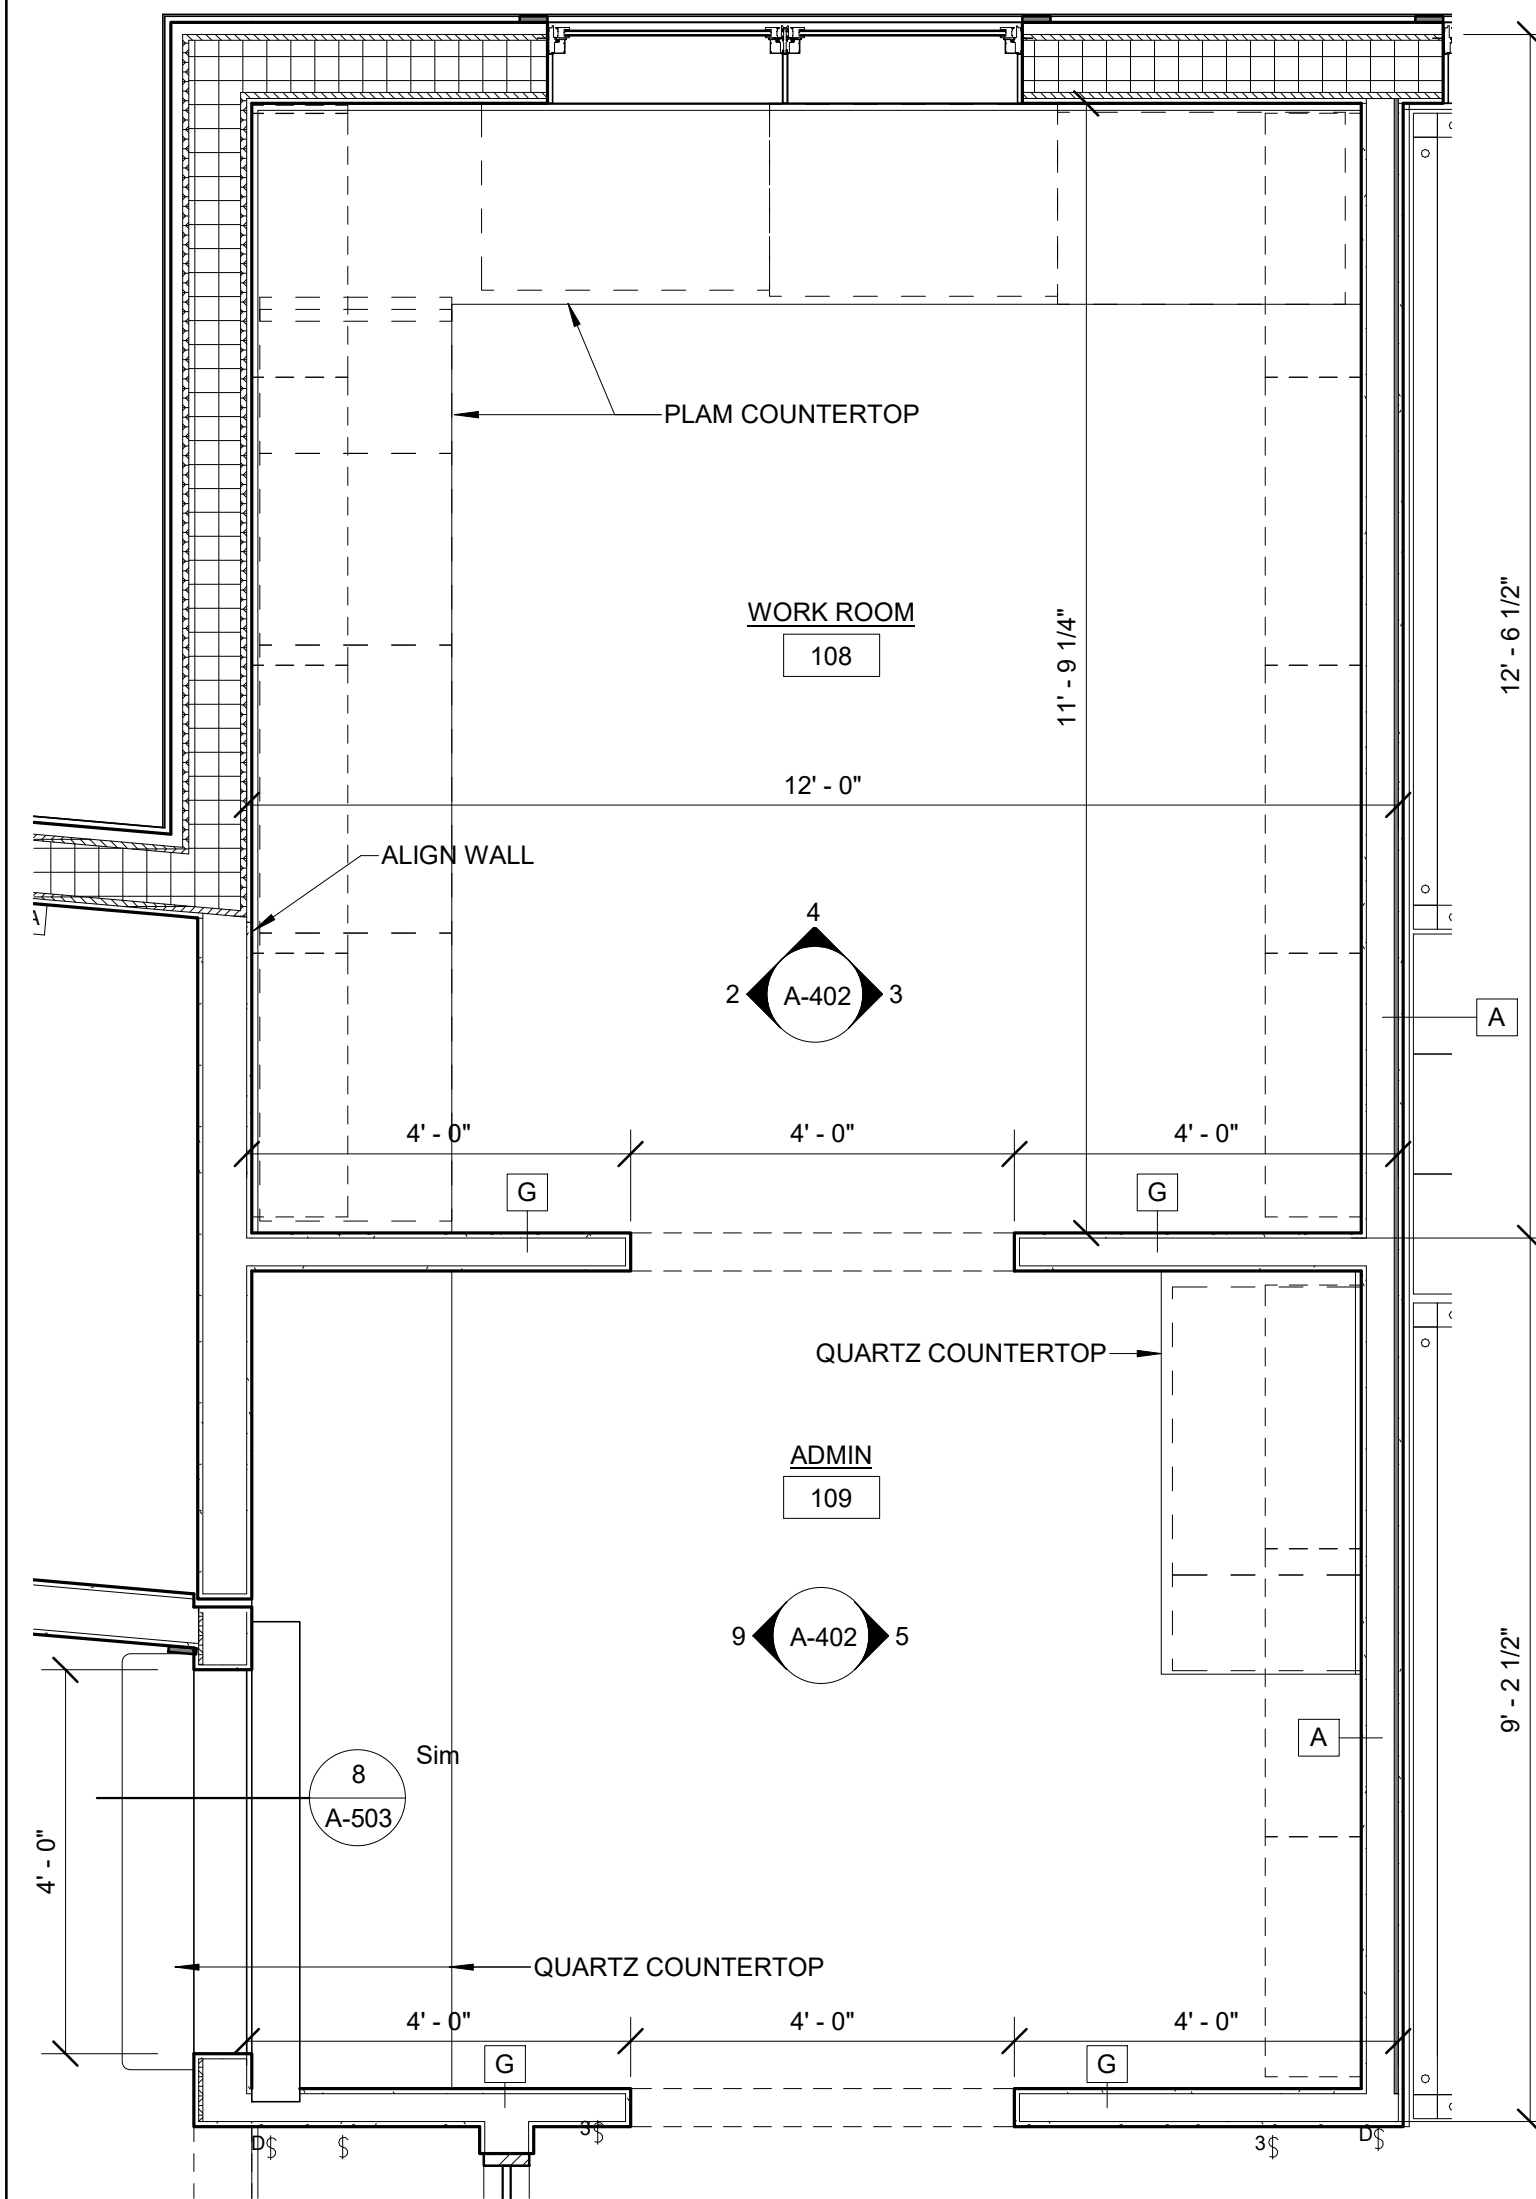 PLAM COUNTERTOP
WORK ROOM
108
11' - 9 1/4"
12' - 6 1/2"
12' - 0"
ALIGN WALL
A
4
2
A-402
3
A
4' - 0"
4' - 0"
4' - 0"
G
G
QUARTZ COUNTERTOP
ADMIN
109
9
A-402
5
9' - 2 1/2"
A
Sim
8
A-503
4' - 0"
QUARTZ COUNTERTOP
4' - 0"
4' - 0"
4' - 0"
G
G
D$
$
3$
3$
D$